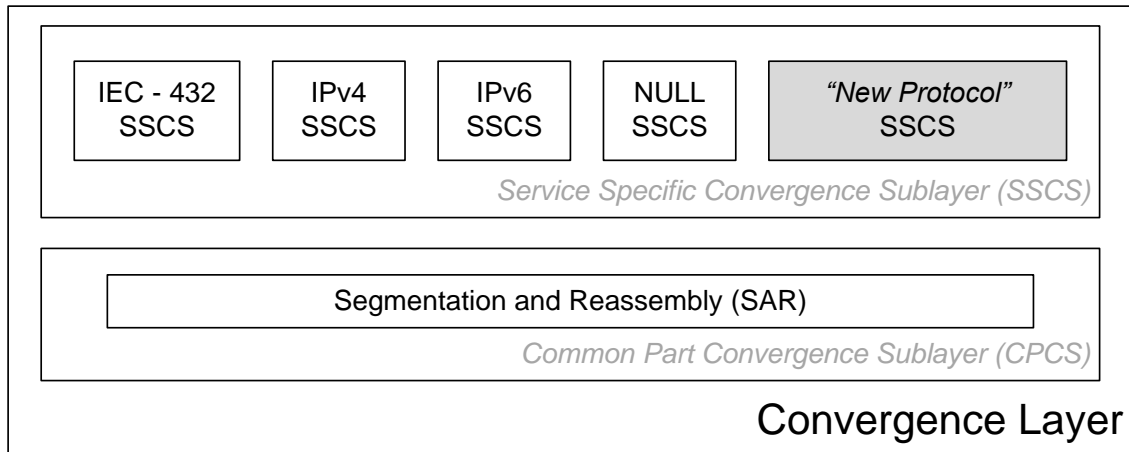 IEC - 432
SSCS
IPv4
SSCS
IPv6
SSCS
NULL
SSCS
“New Protocol”
SSCS
Service Specific Convergence Sublayer (SSCS)
Segmentation and Reassembly (SAR)
Common Part Convergence Sublayer (CPCS)
Convergence Layer